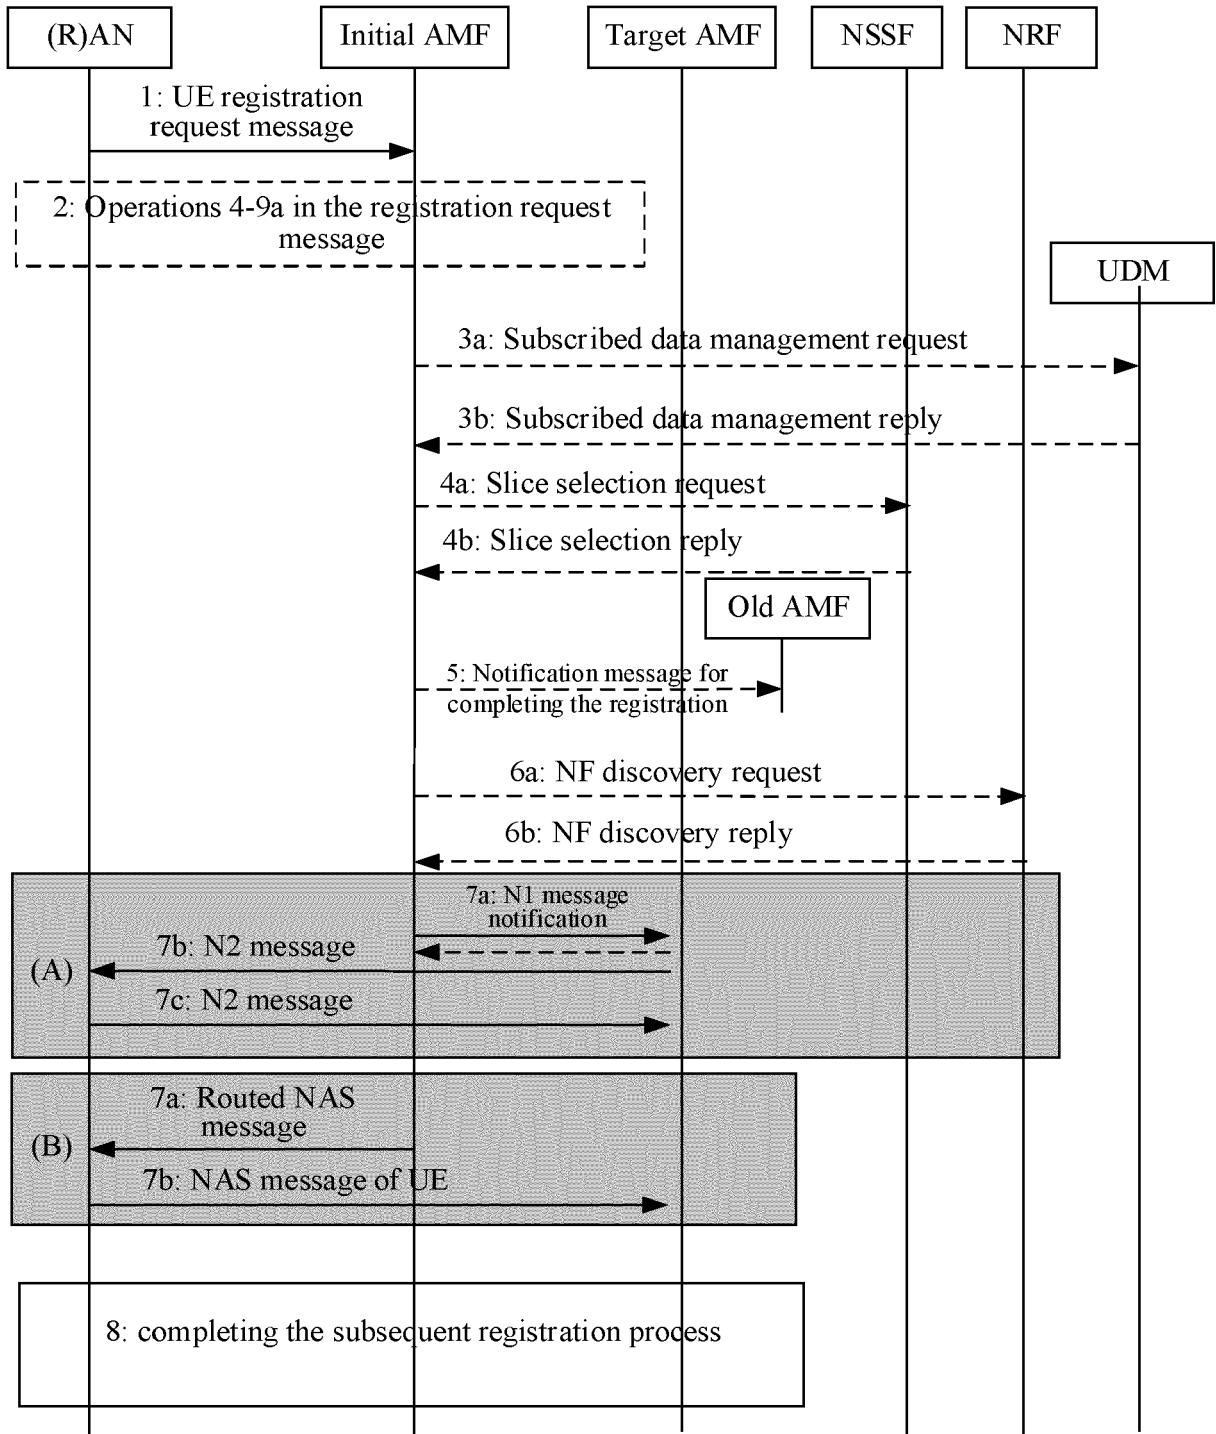 (R)AN
Initial AMF
Target AMF
NSSF
NRF
1: UE registration
request message
2: Operations 4-9a in the registration request
message
UDM
3a: Subscribed data management request
3b: Subscribed data management reply
4a: Slice selection request
4b: Slice selection reply
Old AMF
5: Notification message for
completing the registration
6a: NF discovery request
6b: NF discovery reply
7a: N1 message
notification
7b: N2 message
(A)
7c: N2 message
7a: Routed NAS
message
(B)
7b: NAS message of UE
8: completing the subsequent registration process